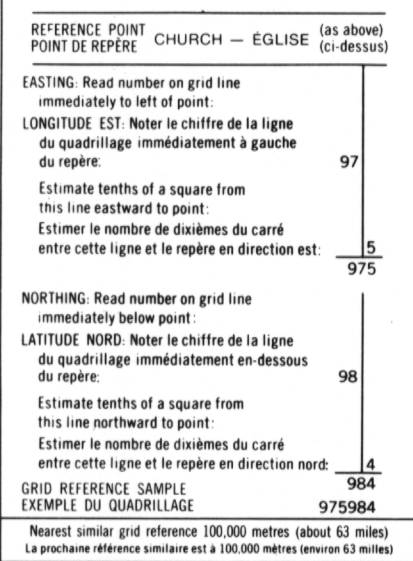 REFERENCE POINT CHURCH — ÉGLISE (as above)
POINT DE REPÈRE (ci-dessus)
EASTING: Read number on grid line
immediately to left of point:
LONGITUDE EST: Noter le chiffre de la ligne
du quadrillage immédiatement à gauche
du repère: 97
Estimate tenths of a square from
this line eastward to point:
Estimer le nombre de dixièmes du carré
entre cette ligne et le repère en direction est: 5
975
NORTHING: Read number on grid line
immediately below point:
LATITUDE NORD: Noter le chiffre de la ligne
du quadrillage immédiatement en-dessous
du repère: 98
Estimate tenths of a square from
this line northward to point:
Estimer le nombre de dixièmes du carré
entre cette ligne et le repère en direction nord: 4
GRID REFERENCE SAMPLE 984
EXEMPLE DU QUADRILLAGE 975984
Nearest similar grid reference 100,000 metres (about 63 miles)
La prochaine référence similaire est à 100,000 mètres (environ 63 milles)